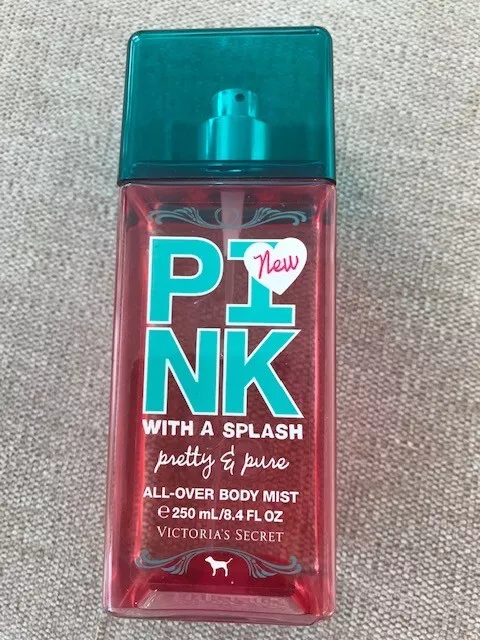 PI
New
NK
WITH A SPLASH
pretty & pure
ALL-OVER BODY MIST
℮ 250 mL/8.4 FL OZ
VICTORIA'S SECRET